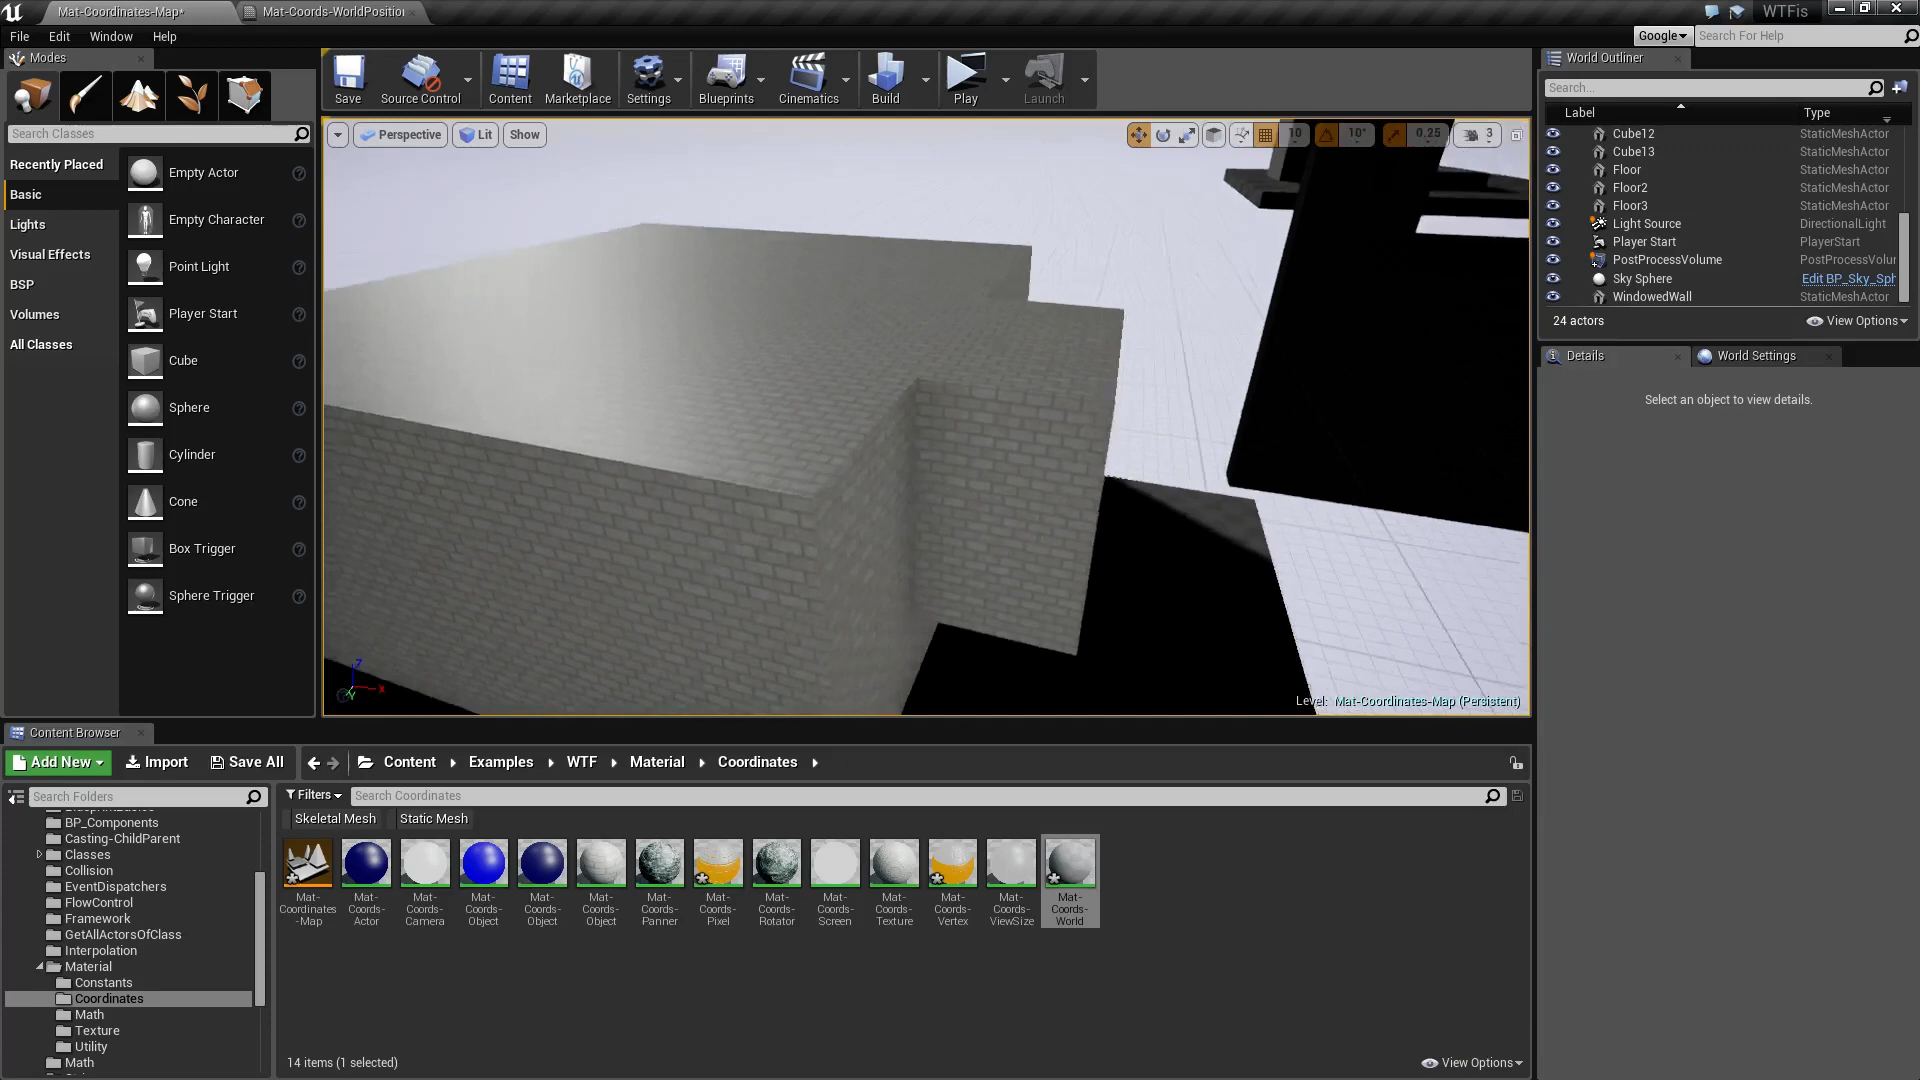 Mat-Coordinates-Map*
Mat-Coords-WorldPosition
WTFis
File Edit Window Help
Google
Search For Help
Modes
Search Classes
Recently Placed
Basic
Lights
Visual Effects
BSP
Volumes
All Classes
Empty Actor
Empty Character
Point Light
Player Start
Cube
Sphere
Cylinder
Cone
Box Trigger
Sphere Trigger
Save
Source Control
Content
Marketplace
Settings
Blueprints
Cinematics
Build
Play
Launch
Perspective
Lit
Show
10
10°
0.25
3
Z
X
Y
Level: Mat-Coordinates-Map (Persistent)
World Outliner
Search...
Label Type
Cube12 StaticMeshActor
Cube13 StaticMeshActor
Floor StaticMeshActor
Floor2 StaticMeshActor
Floor3 StaticMeshActor
Light Source DirectionalLight
Player Start PlayerStart
PostProcessVolume PostProcessVolur
Sky Sphere Edit BP_Sky_Sph
WindowedWall StaticMeshActor
24 actors
View Options
Details
World Settings
Select an object to view details.
Content Browser
Add New
Import
Save All
Content Examples WTF Material Coordinates
Search Folders
BP_Components
Casting-ChildParent
Classes
Collision
EventDispatchers
FlowControl
Framework
GetAllActorsOfClass
Interpolation
Material
Constants
Coordinates
Math
Texture
Utility
Math
Filters
Search Coordinates
Skeletal Mesh
Static Mesh
Mat-
Coordinates
-Map
Mat-
Coords-
Actor
Mat-
Coords-
Camera
Mat-
Coords-
Object
Mat-
Coords-
Object
Mat-
Coords-
Object
Mat-
Coords-
Panner
Mat-
Coords-
Pixel
Mat-
Coords-
Rotator
Mat-
Coords-
Screen
Mat-
Coords-
Texture
Mat-
Coords-
Vertex
Mat-
Coords-
ViewSize
Mat-
Coords-
World
14 items (1 selected)
View Options